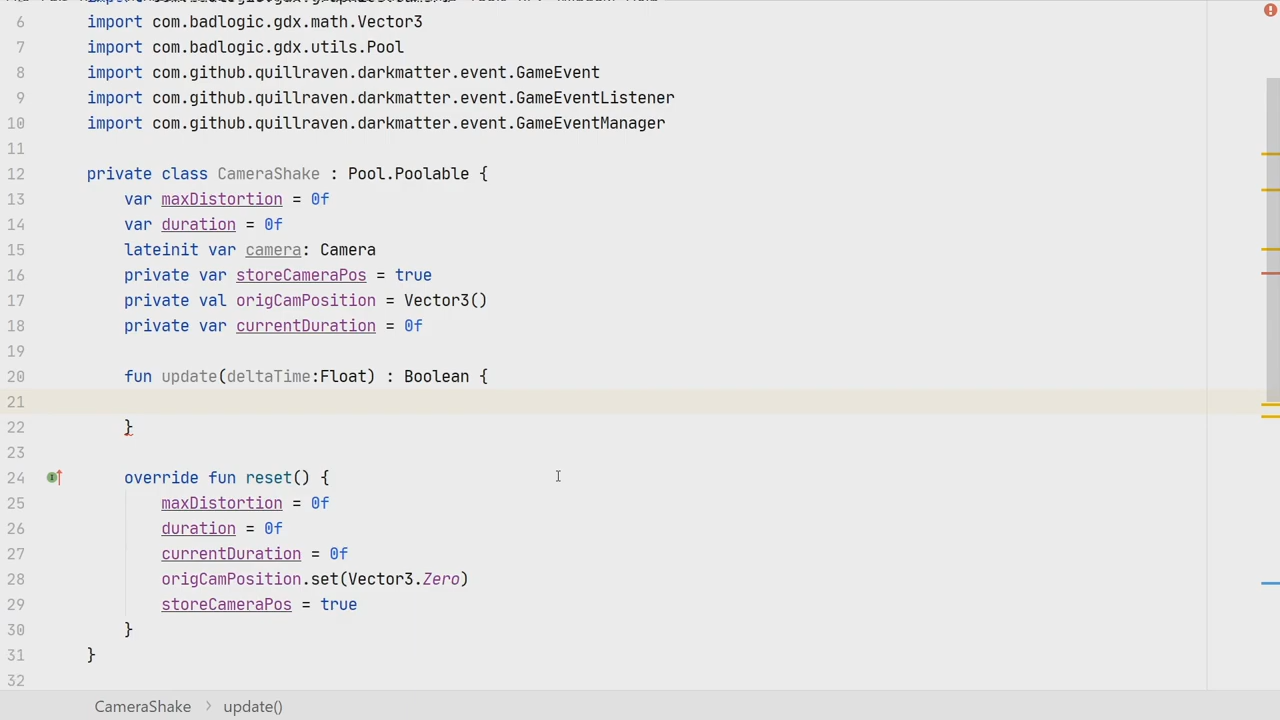 6 import com.badlogic.gdx.math.Vector3
7 import com.badlogic.gdx.utils.Pool
8 import com.github.quillraven.darkmatter.event.GameEvent
9 import com.github.quillraven.darkmatter.event.GameEventListener
10 import com.github.quillraven.darkmatter.event.GameEventManager
11
12 private class CameraShake : Pool.Poolable {
13     var maxDistortion = 0f
14     var duration = 0f
15     lateinit var camera: Camera
16     private var storeCameraPos = true
17     private val origCamPosition = Vector3()
18     private var currentDuration = 0f
19
20     fun update(deltaTime:Float) : Boolean {
21
22     }
23
24     override fun reset() {
25         maxDistortion = 0f
26         duration = 0f
27         currentDuration = 0f
28         origCamPosition.set(Vector3.Zero)
29         storeCameraPos = true
30     }
31 }
32
CameraShake > update()